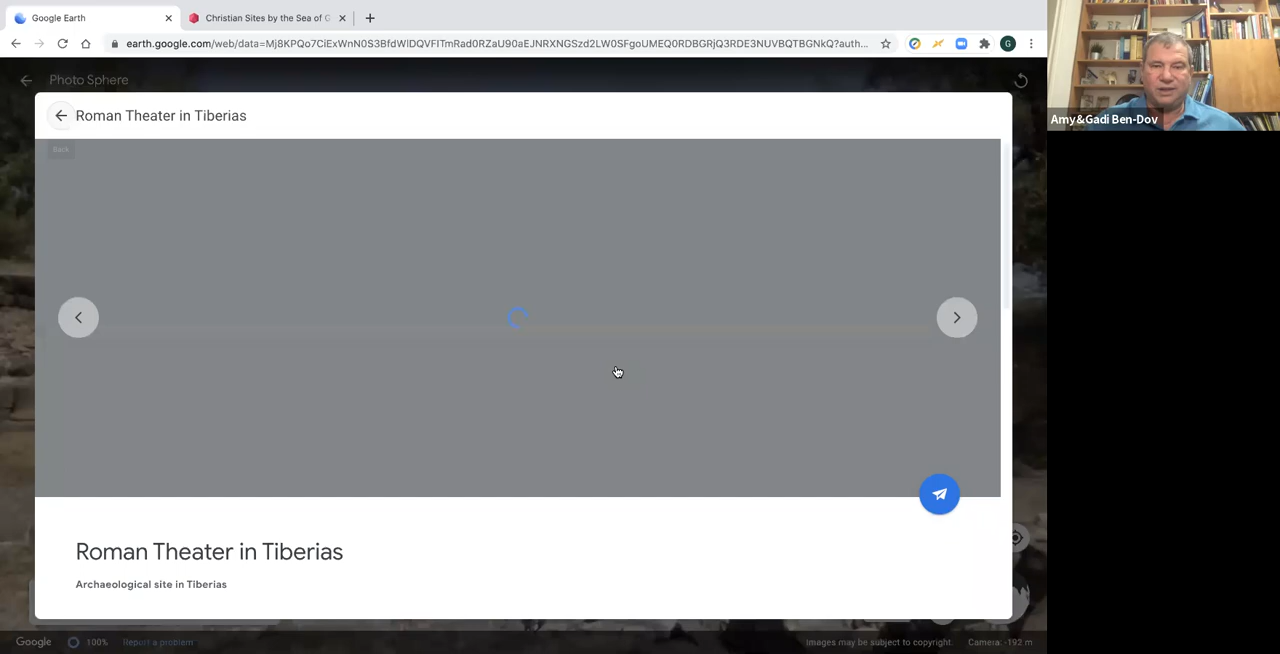 Google Earth
Christian Sites by the Sea of G
earth.google.com/web/data=Mj8KPQo7CiExWnN0S3BfdWlDQVFITmRad0RZaU90aEJNRXNGSzd2LW0SFgoUMEQ0RDBGRjQ3RDE3NUVBQTBGNkQ?auth...
G
Photo Sphere
Roman Theater in Tiberias
Back
Amy&Gadi Ben-Dov
Roman Theater in Tiberias
Archaeological site in Tiberias
Google
100%
Report a problem
Images may be subject to copyright.
Camera: -192 m